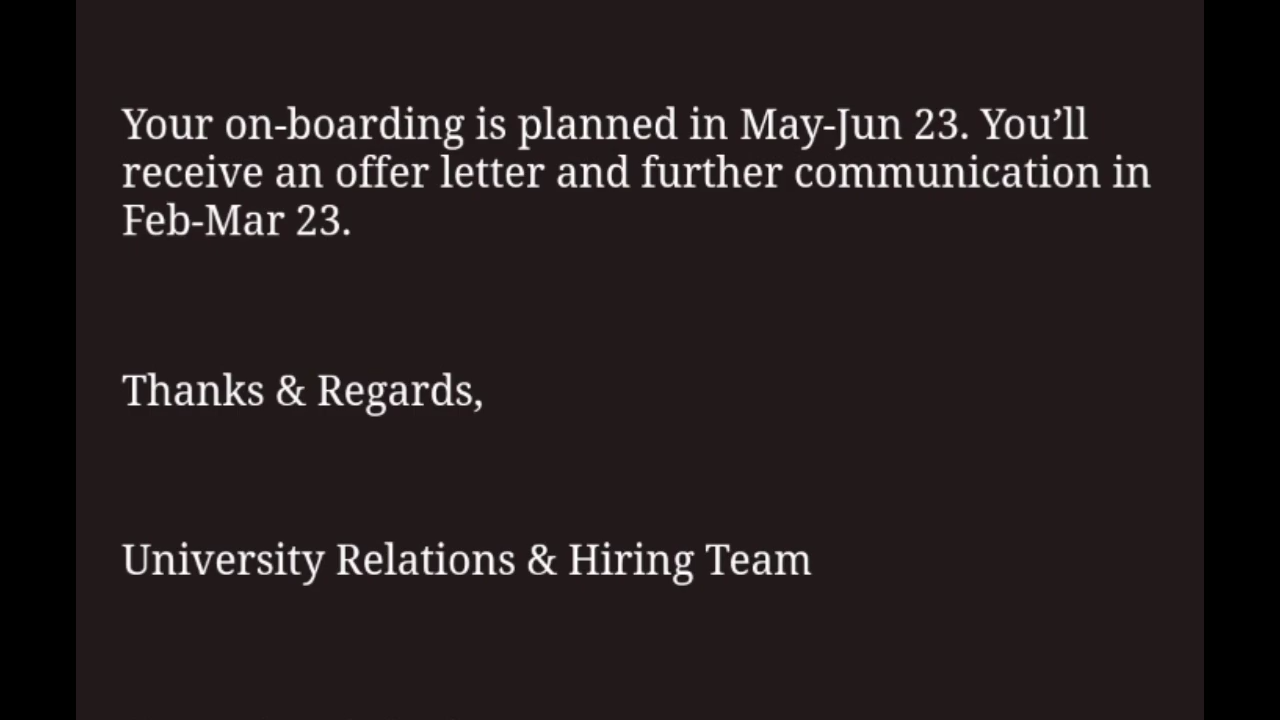 Your on-boarding is planned in May-Jun 23. You’ll
receive an offer letter and further communication in
Feb-Mar 23.
Thanks & Regards,
University Relations & Hiring Team